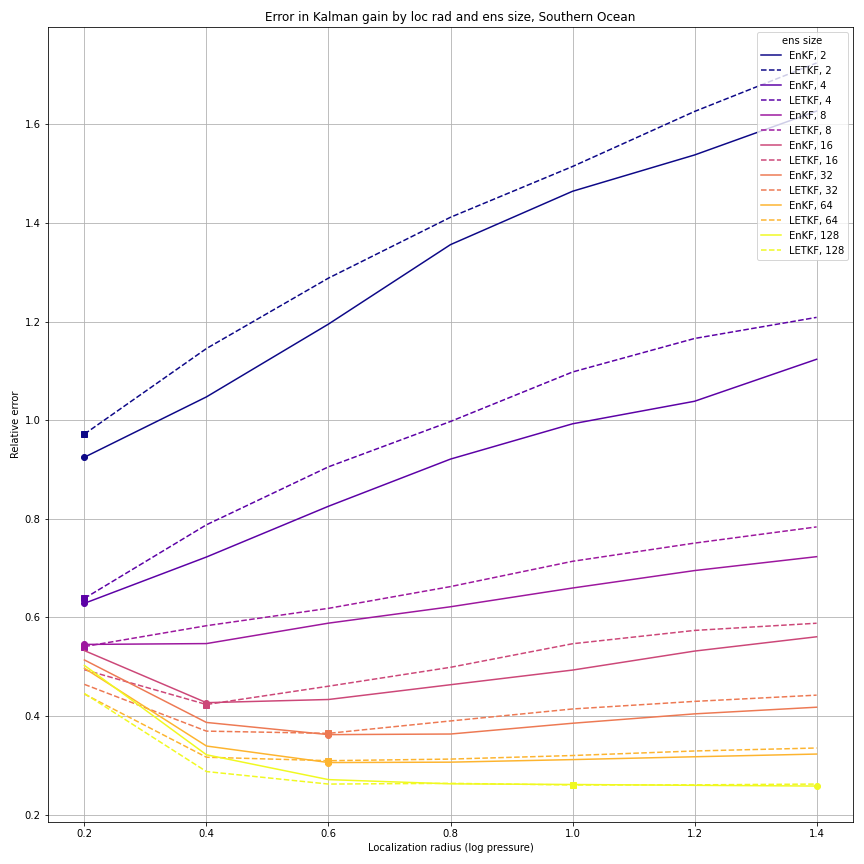 Error in Kalman gain by loc rad and ens size, Southern Ocean
ens size
EnKF, 2
LETKF, 2
EnKF, 4
LETKF, 4
EnKF, 8
LETKF, 8
EnKF, 16
LETKF, 16
EnKF, 32
LETKF, 32
EnKF, 64
LETKF, 64
EnKF, 128
LETKF, 128
Relative error
1.6
1.4
1.2
1.0
0.8
0.6
0.4
0.2
0.2 0.4 0.6 0.8 1.0 1.2 1.4
Localization radius (log pressure)